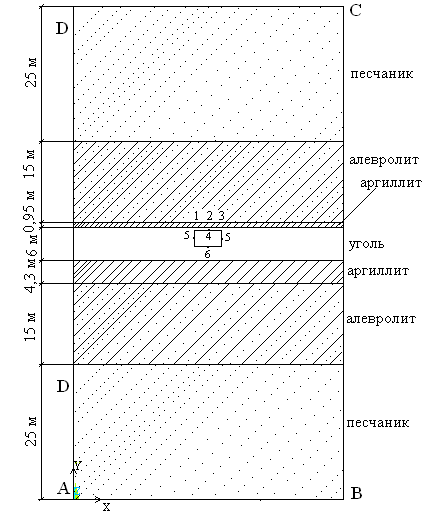 D
C
25 м
песчаник
15 м
алевролит
аргиллит
0,95 м
1 2 3
5 4 5
6
6 м
уголь
4,3 м
аргиллит
15 м
алевролит
D
25 м
песчаник
Y
A
X
B